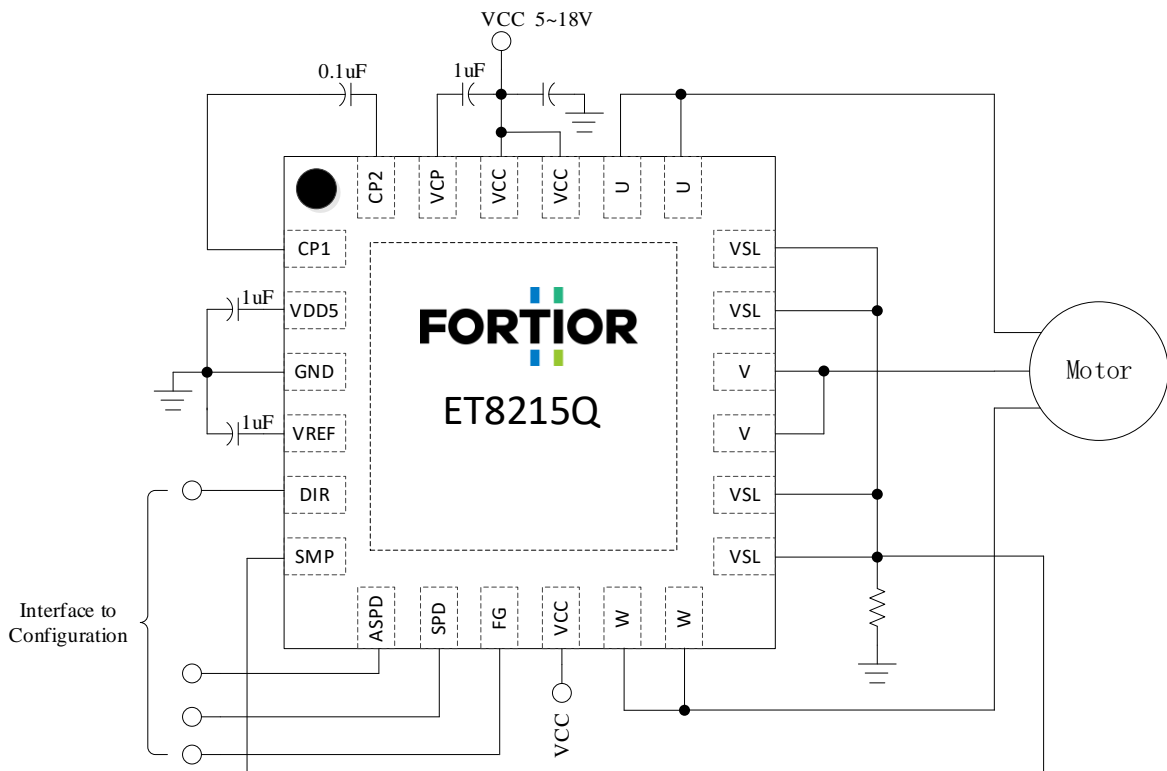 VCC 5~18V
0.1uF
1uF
CP2
VCP
VCC
VCC
U
U
CP1
VSL
1uF
VDD5
VSL
FORTIOR
GND
V
Motor
ET8215Q
1uF
VREF
V
DIR
VSL
SMP
VSL
Interface to
Configuration
ASPD
SPD
FG
VCC
W
W
VCC